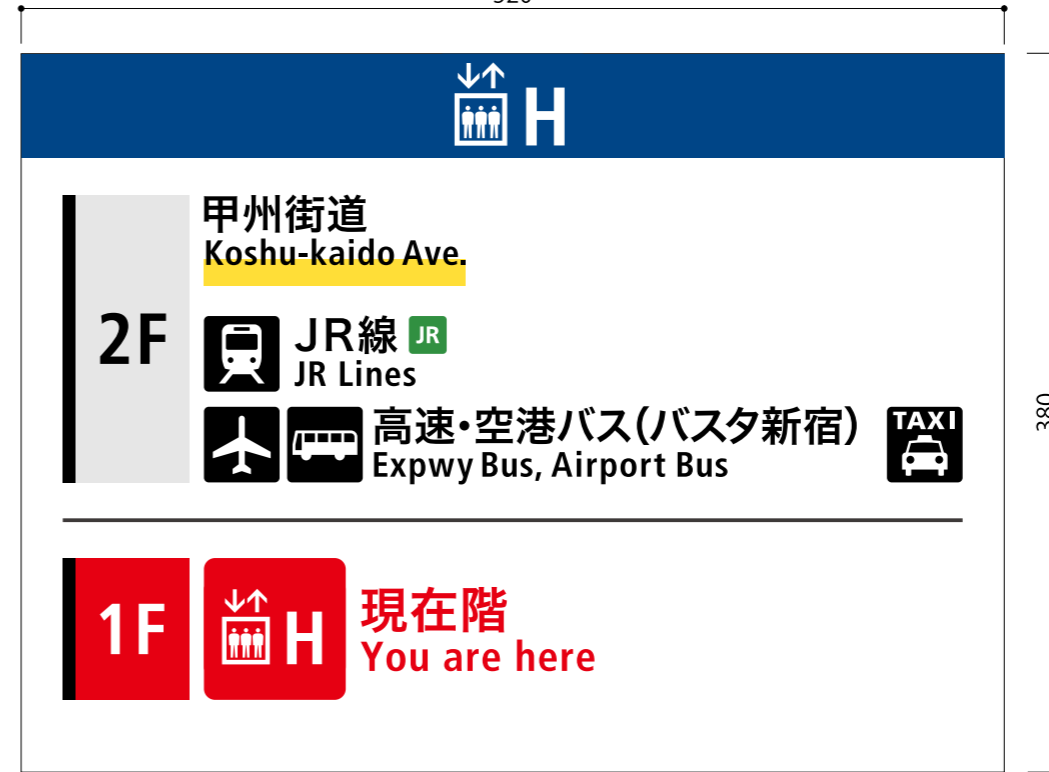 H
甲州街道
Koshu-kaido Ave.
2F
JR線 JR
JR Lines
高速・空港バス(バスタ新宿) TAXI
Expwy Bus, Airport Bus
1F
H
現在階
You are here
380